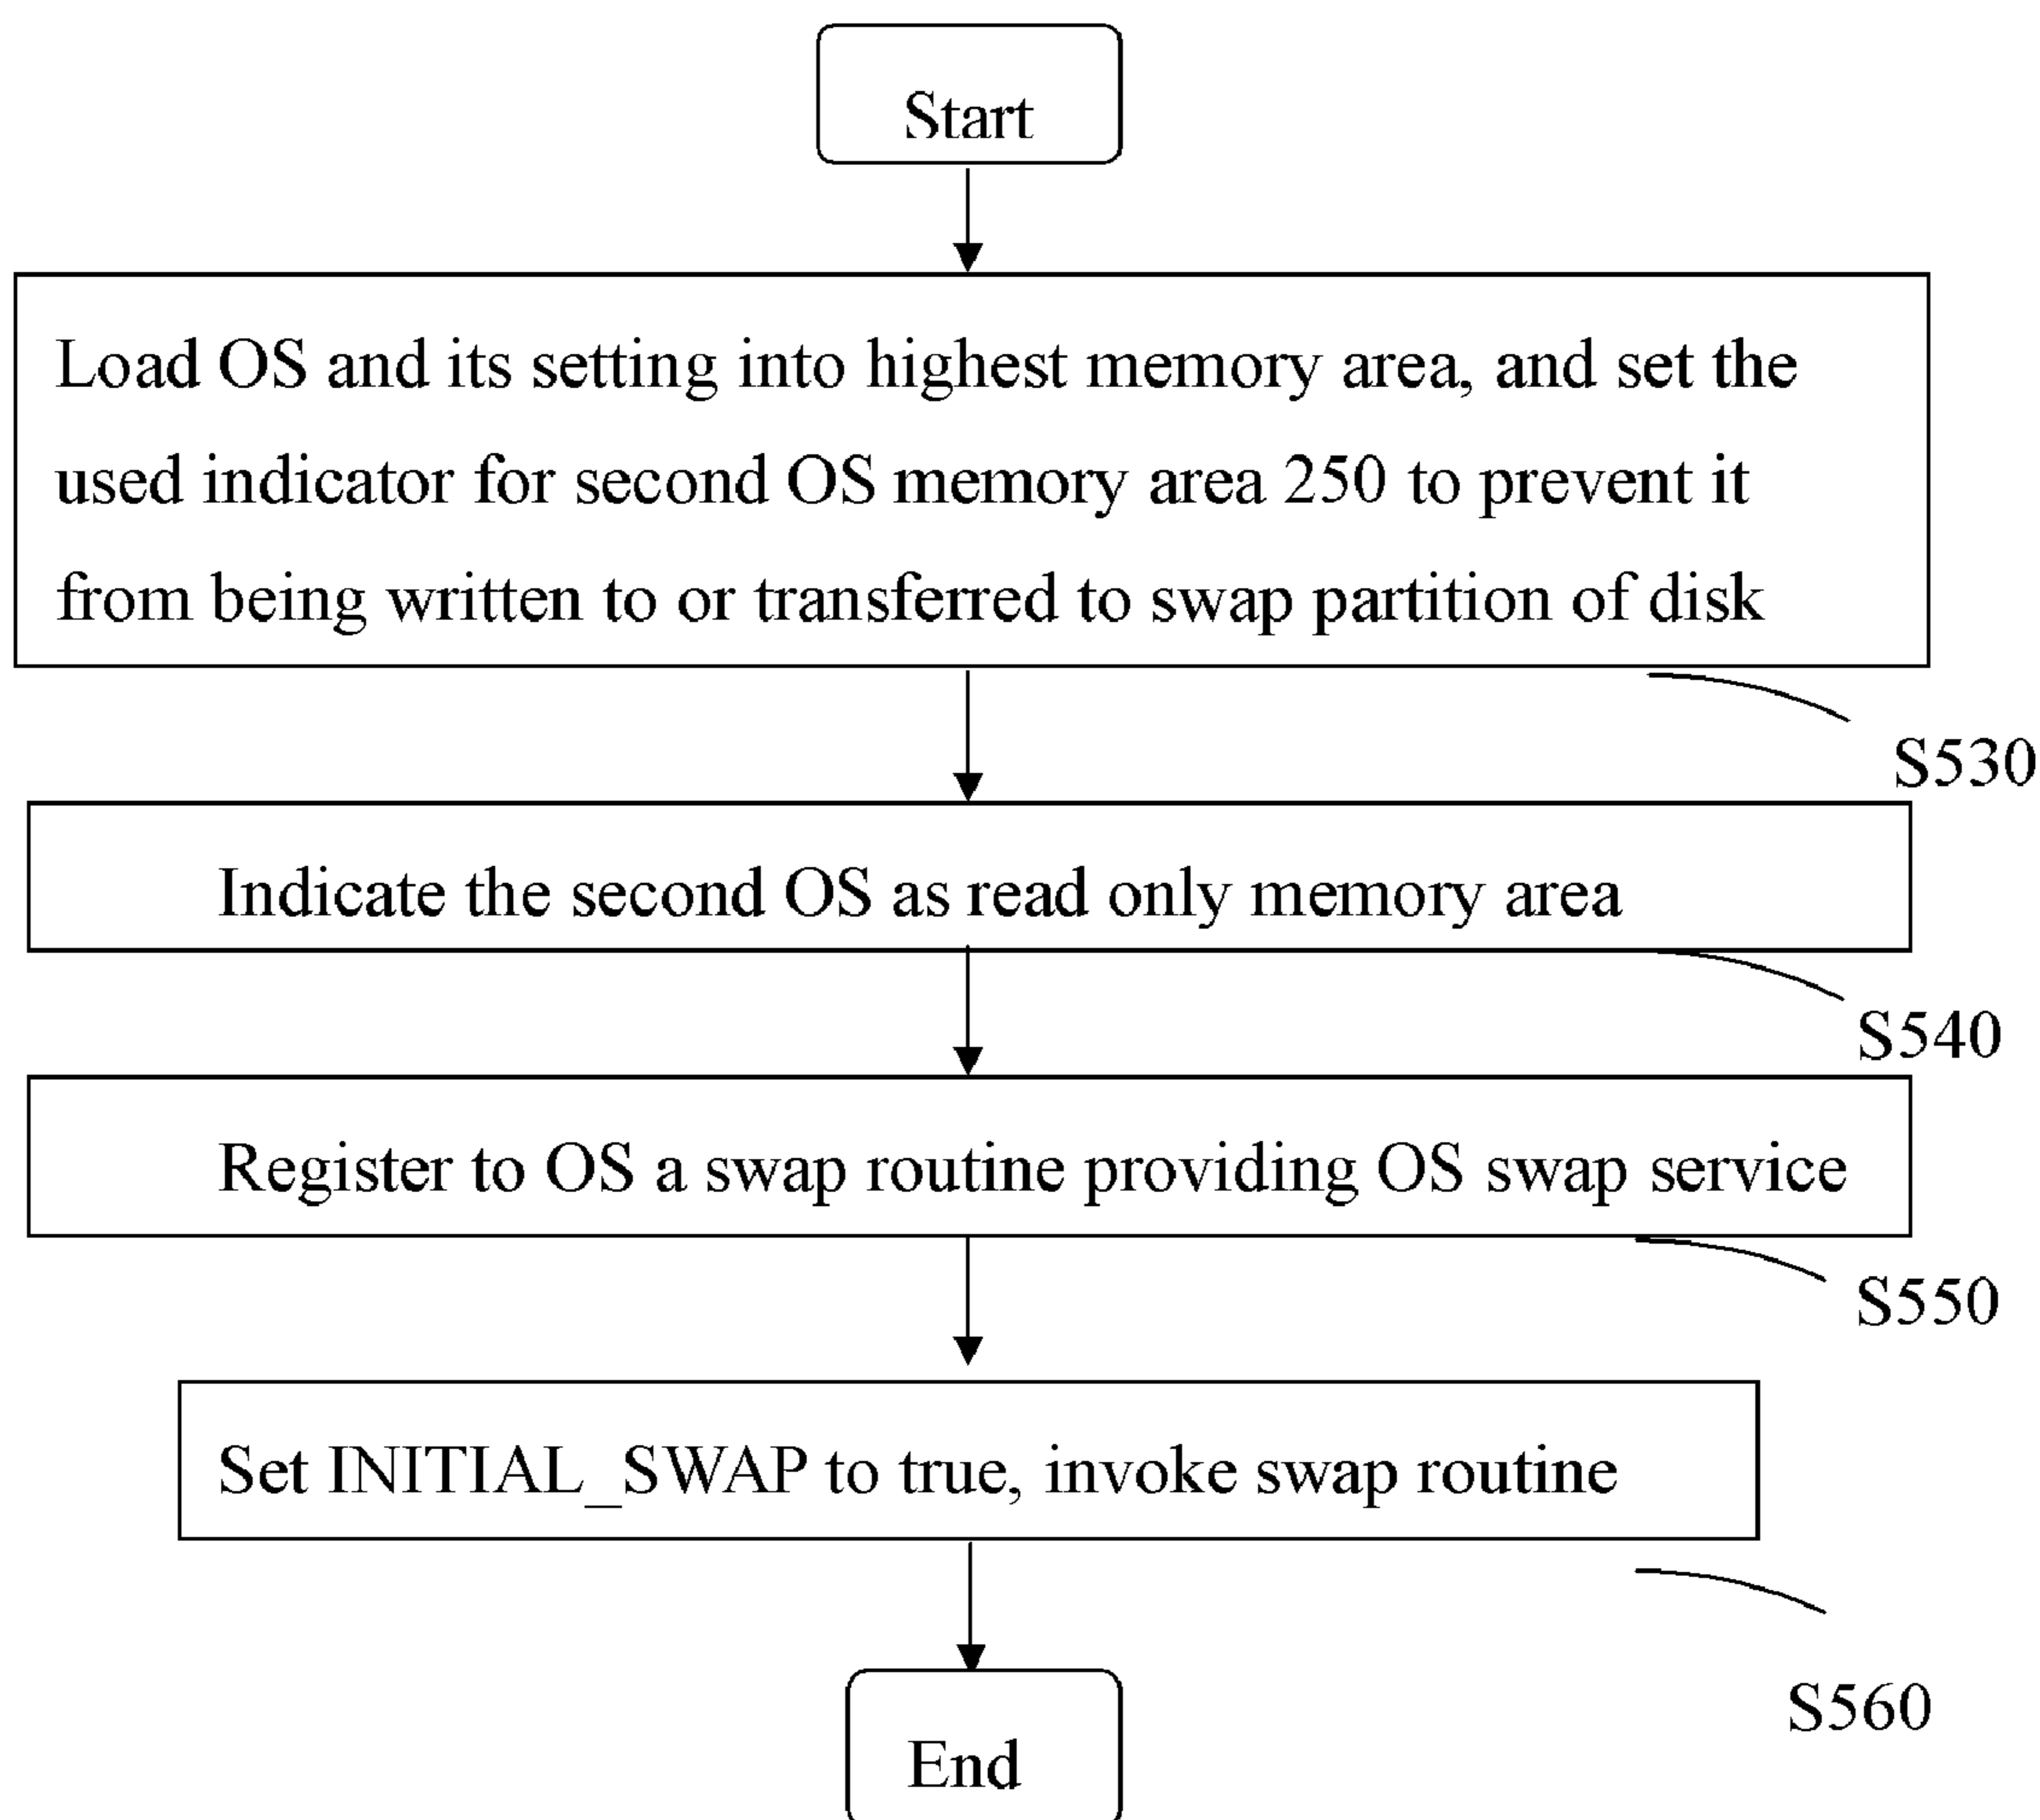 Start
Load OS and its setting into highest memory area, and set the
used indicator for second OS memory area 250 to prevent it
from being written to or transferred to swap partition of disk
S530
Indicate the second OS as read only memory area
S540
Register to OS a swap routine providing OS swap service
S550
Set INITIAL_SWAP to true, invoke swap routine
S560
End